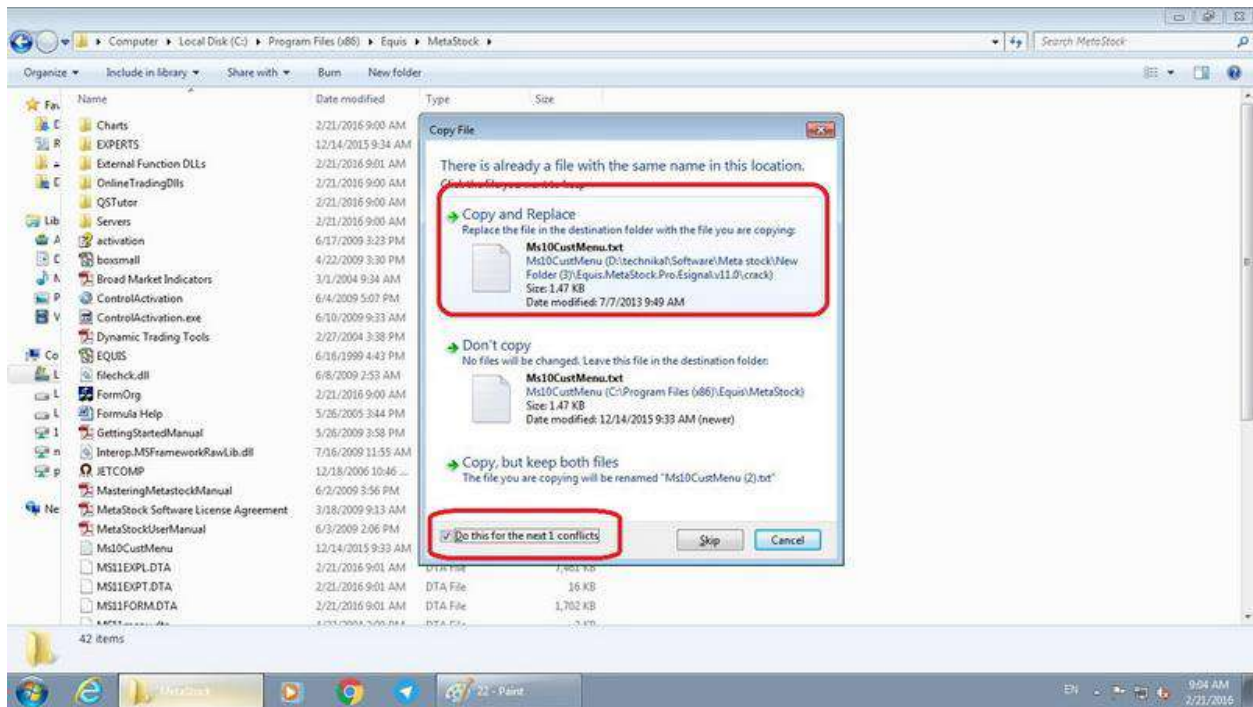 Computer ▸ Local Disk (C:) ▸ Program Files (x86) ▸ Equis ▸ MetaStock ▸
Search MetaStock
Organize
Include in library
Share with
Burn
New folder
Name
Date modified
Type
Size
Charts
2/21/2016 9:00 AM
EXPERTS
12/14/2015 9:34 AM
External Function DLLs
2/21/2016 9:01 AM
OnlineTradingDlls
2/21/2016 9:00 AM
QSTutor
2/21/2016 9:00 AM
Servers
2/21/2016 9:00 AM
activation
6/17/2009 3:23 PM
boxsmall
4/22/2009 3:30 PM
Broad Market Indicators
3/1/2004 9:34 AM
ControlActivation
6/4/2009 5:07 PM
ControlActivation.exe
6/10/2009 9:33 AM
Dynamic Trading Tools
2/27/2004 3:38 PM
EQUIS
6/16/1999 4:43 PM
filechck.dll
6/8/2009 2:53 AM
FormOrg
2/21/2016 9:00 AM
Formula Help
5/26/2005 3:44 PM
GettingStartedManual
5/26/2009 3:58 PM
Interop.MSFrameworkRawLib.dll
7/16/2009 11:55 AM
JETCOMP
12/18/2006 10:46 ...
MasteringMetastockManual
6/2/2009 3:56 PM
MetaStock Software License Agreement
3/18/2009 9:13 AM
MetaStockUserManual
6/3/2009 2:06 PM
Ms10CustMenu
12/14/2015 9:33 AM
MS11EXPL.DTA
2/21/2016 9:01 AM
DTA File
7,461 KB
MS11EXPT.DTA
2/21/2016 9:01 AM
DTA File
16 KB
MS11FORM.DTA
2/21/2016 9:01 AM
DTA File
1,702 KB
Fav
Lib
Co
Ne
Copy File
There is already a file with the same name in this location.
Click the file you want to keep
Copy and Replace
Replace the file in the destination folder with the file you are copying:
Ms10CustMenu.txt
Ms10CustMenu (D:\technikal\Software\Meta stock\New
Folder (3)\Equis.MetaStock.Pro.Esignal.v11.0\crack)
Size: 1.47 KB
Date modified: 7/7/2013 9:49 AM
Don't copy
No files will be changed. Leave this file in the destination folder:
Ms10CustMenu.txt
Ms10CustMenu (C:\Program Files (x86)\Equis\MetaStock)
Size: 1.47 KB
Date modified: 12/14/2015 9:33 AM (newer)
Copy, but keep both files
The file you are copying will be renamed "Ms10CustMenu (2).txt"
Do this for the next 1 conflicts
Skip
Cancel
42 items
MetaStock
22 - Paint
EN
9:04 AM
2/21/2016